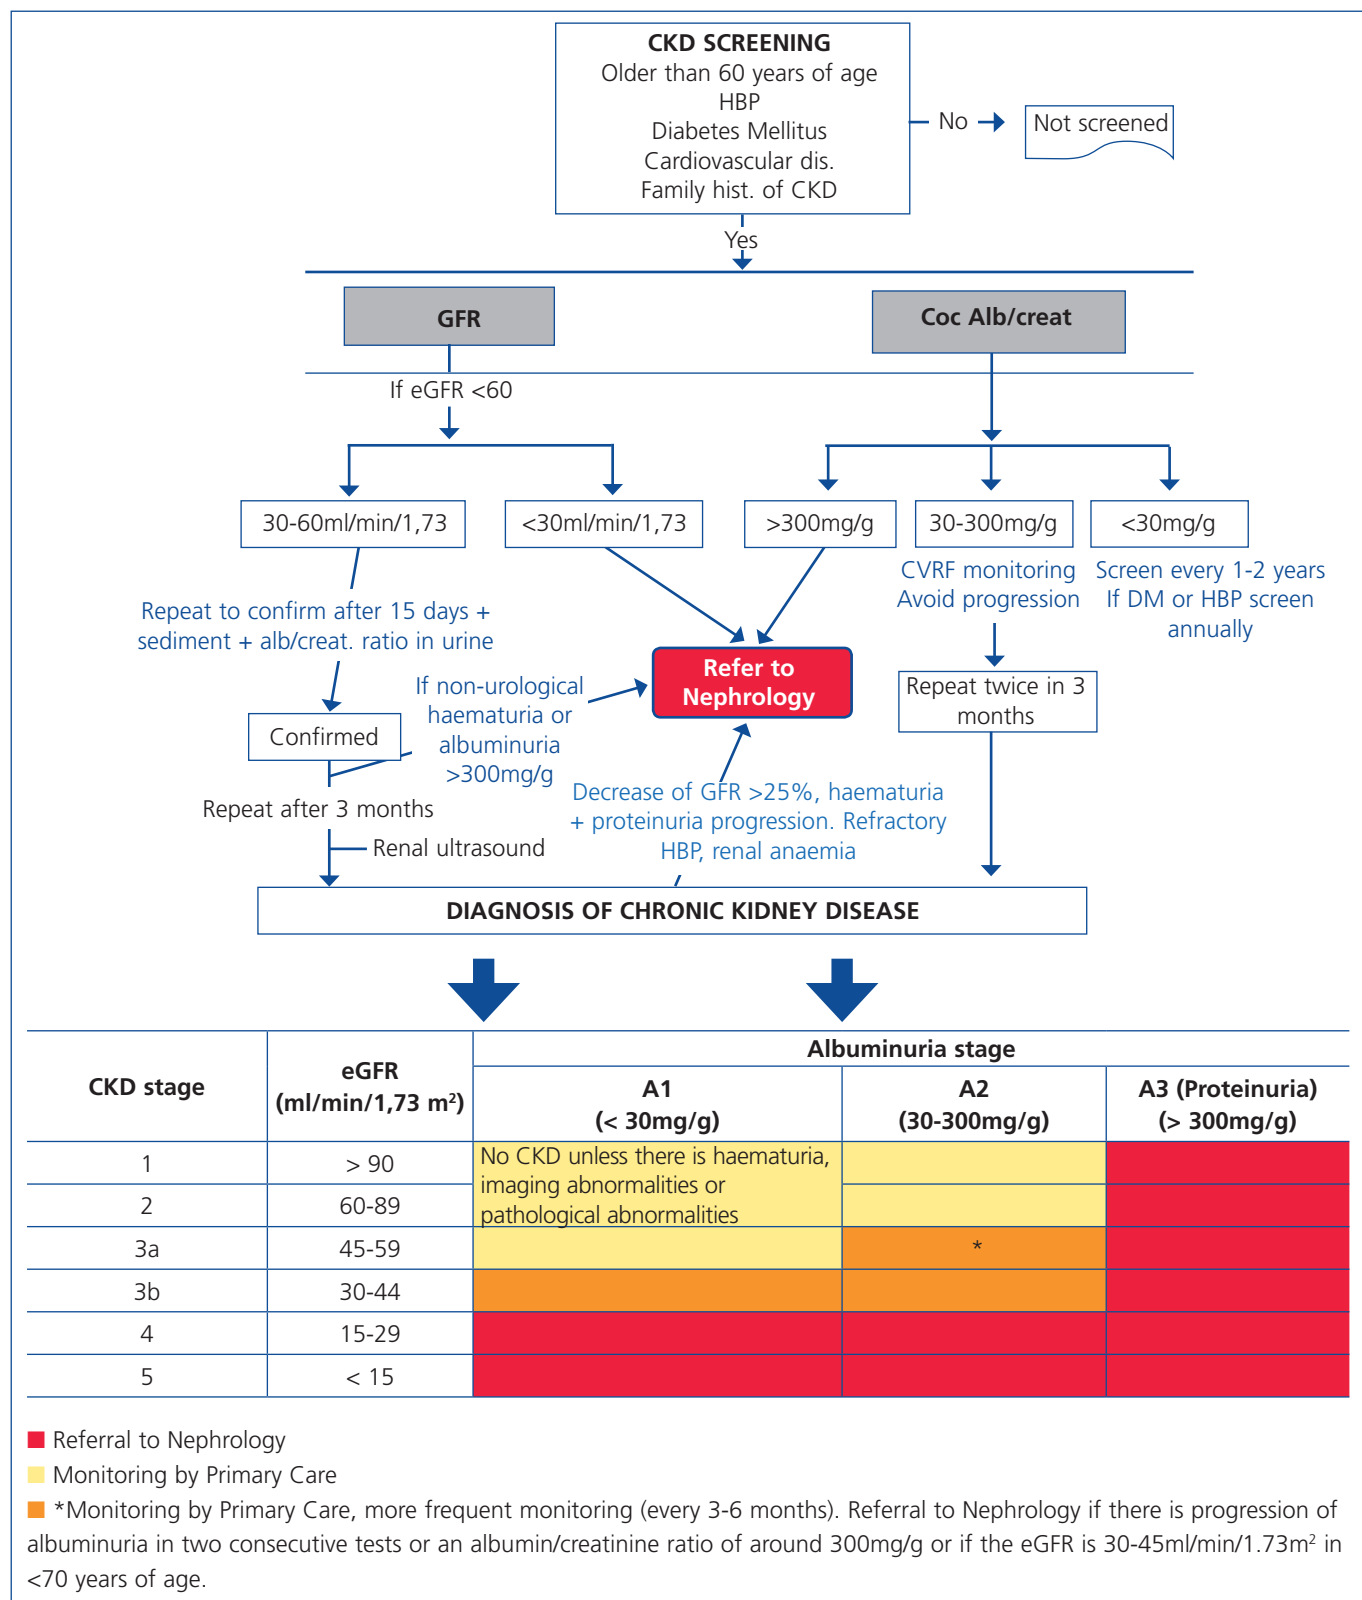 CKD SCREENING
Older than 60 years of age
HBP
Diabetes Mellitus
Cardiovascular dis.
Family hist. of CKD
No
Not screened
Yes
GFR
Coc Alb/creat
If eGFR <60
30-60ml/min/1,73
<30ml/min/1,73
>300mg/g
30-300mg/g
<30mg/g
CVRF monitoring
Avoid progression
Screen every 1-2 years
If DM or HBP screen
annually
Repeat to confirm after 15 days +
sediment + alb/creat. ratio in urine
Refer to
Nephrology
If non-urological
haematuria or
albuminuria
>300mg/g
Repeat twice in 3
months
Confirmed
Repeat after 3 months
Decrease of GFR >25%, haematuria
+ proteinuria progression. Refractory
HBP, renal anaemia
Renal ultrasound
DIAGNOSIS OF CHRONIC KIDNEY DISEASE
CKD stage
eGFR
(ml/min/1,73 m²)
Albuminuria stage
A1
(< 30mg/g)
A2
(30-300mg/g)
A3 (Proteinuria)
(> 300mg/g)
1
> 90
No CKD unless there is haematuria,
imaging abnormalities or
pathological abnormalities
2
60-89
3a
45-59
*
3b
30-44
4
15-29
5
< 15
Referral to Nephrology
Monitoring by Primary Care
*Monitoring by Primary Care, more frequent monitoring (every 3-6 months). Referral to Nephrology if there is progression of
albuminuria in two consecutive tests or an albumin/creatinine ratio of around 300mg/g or if the eGFR is 30-45ml/min/1.73m² in
<70 years of age.